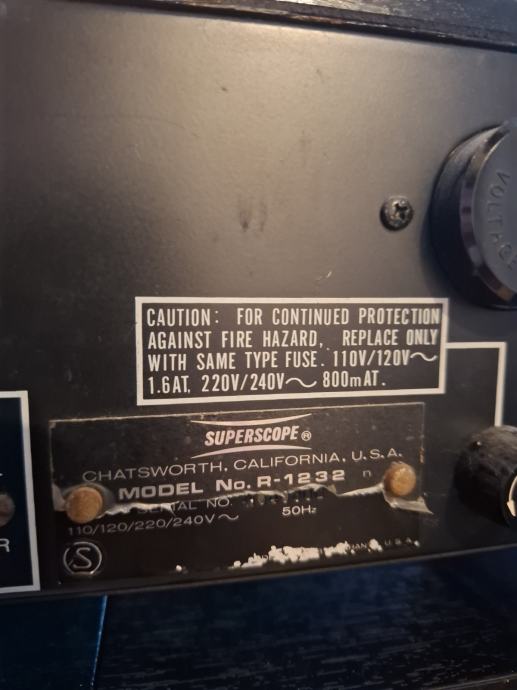 VOLTAG
CAUTION: FOR CONTINUED PROTECTION
AGAINST FIRE HAZARD, REPLACE ONLY
WITH SAME TYPE FUSE. 110V/120V～
1.6AT. 220V/240V～ 800mAT.
SUPERSCOPE®
CHATSWORTH, CALIFORNIA, U.S.A.
MODEL No. R-1232 n
SERIAL NO.
50Hz
110/120/220/240V～
S
U.S.A.
R